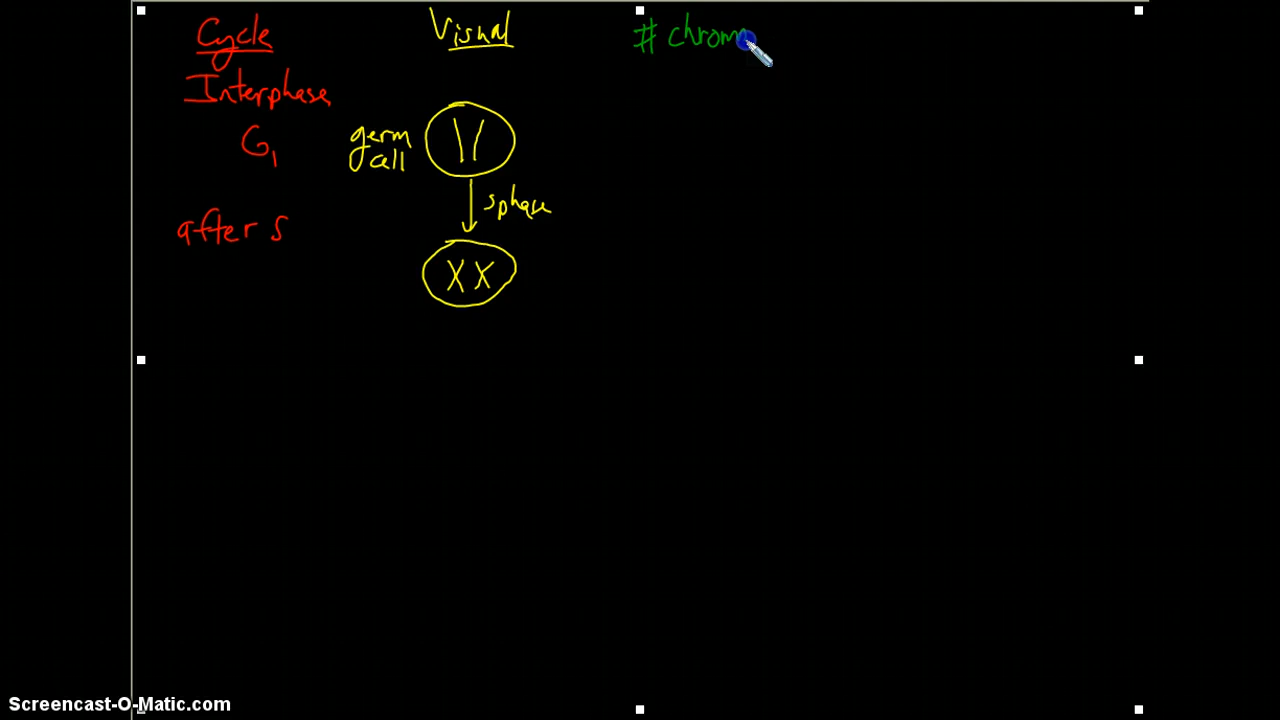 Cycle
Visual
# chrom
Interphase
G1
germ
cell
s phase
after S
Screencast-O-Matic.com